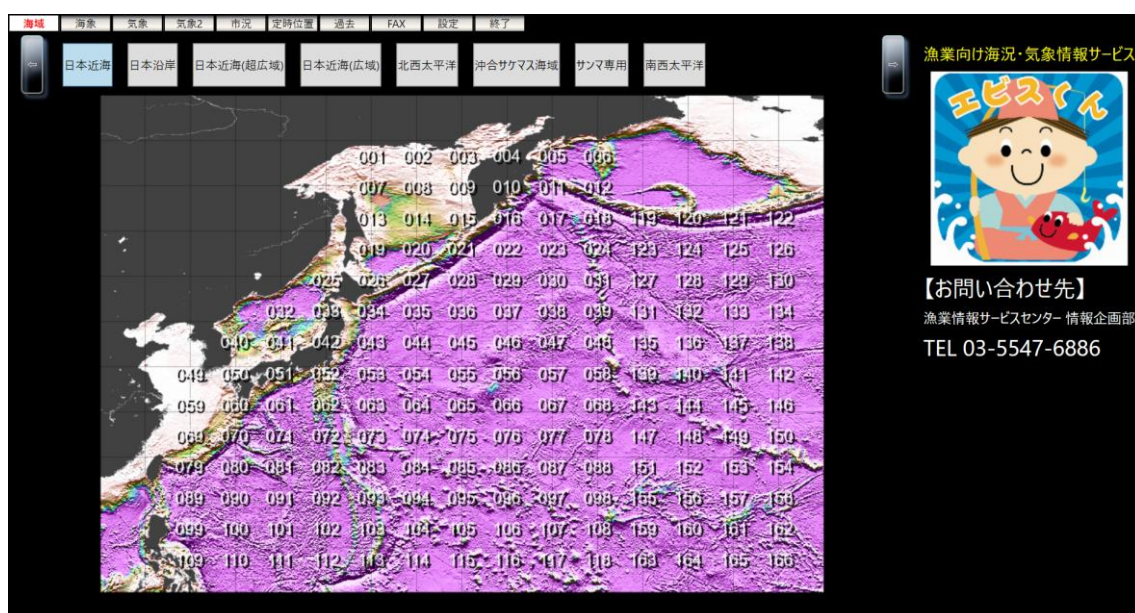 海域 海象 気象 気象2 市況 定時位置 過去 FAX 設定 終了
⇦ 日本近海 日本沿岸 日本近海(超広域) 日本近海(広域) 北西太平洋 沖合サケマス海域 サンマ専用 南西太平洋 ⇨
漁業向け海況・気象情報サービス
エビスくん
【お問い合わせ先】
漁業情報サービスセンター 情報企画部
TEL 03-5547-6886
001 002 003 004 005 006
007 008 009 010 011 012
013 014 015 016 017 018 119 120 121 122
019 020 021 022 023 024 123 124 125 126
025 026 027 028 029 030 031 127 128 129 130
032 033 034 035 036 037 038 039 131 132 133 134
040 041 042 043 044 045 046 047 048 135 136 137 138
049 050 051 052 053 054 055 056 057 058 139 140 141 142
059 060 061 062 063 064 065 066 067 068 143 144 145 146
069 070 071 072 073 074 075 076 077 078 147 148 149 150
079 080 081 082 083 084 085 086 087 088 151 152 153 154
089 090 091 092 093 094 095 096 097 098 155 156 157 158
099 100 101 102 103 104 105 106 107 108 159 160 161 162
109 110 111 112 113 114 115 116 117 118 163 164 165 166